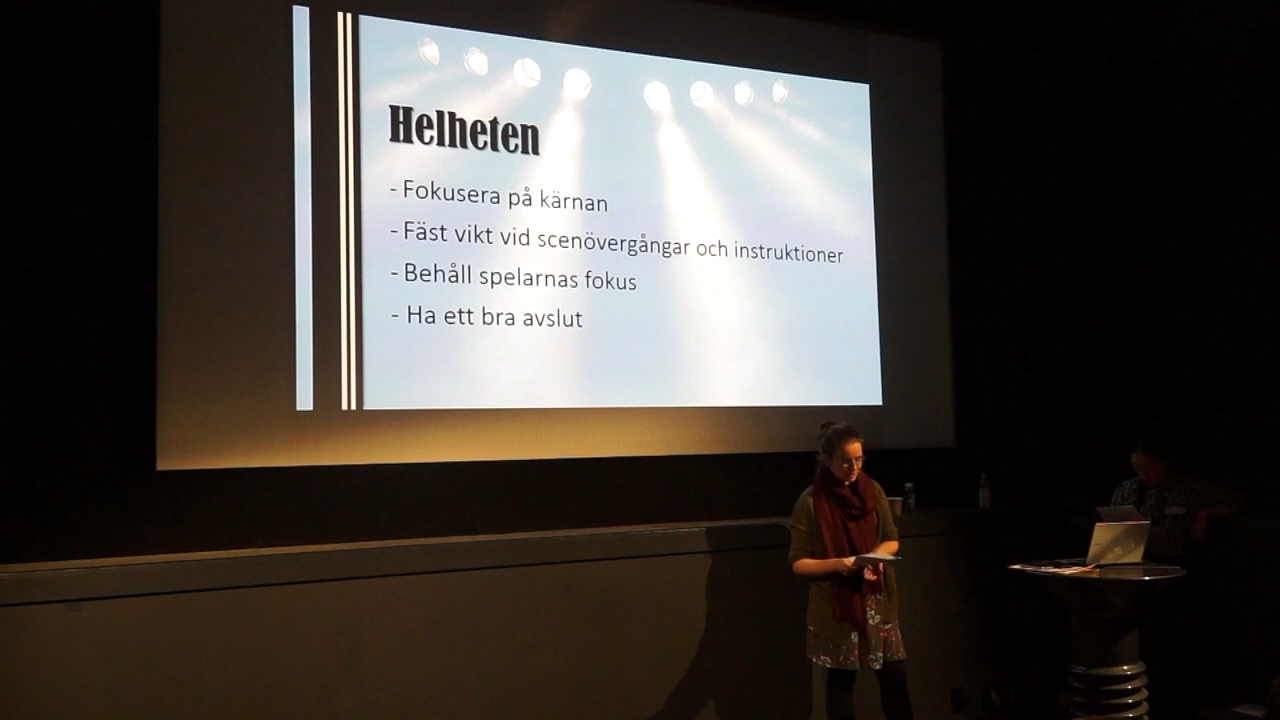 Helheten
- Fokusera på kärnan
- Fäst vikt vid scenövergångar och instruktioner
- Behåll spelarnas fokus
- Ha ett bra avslut